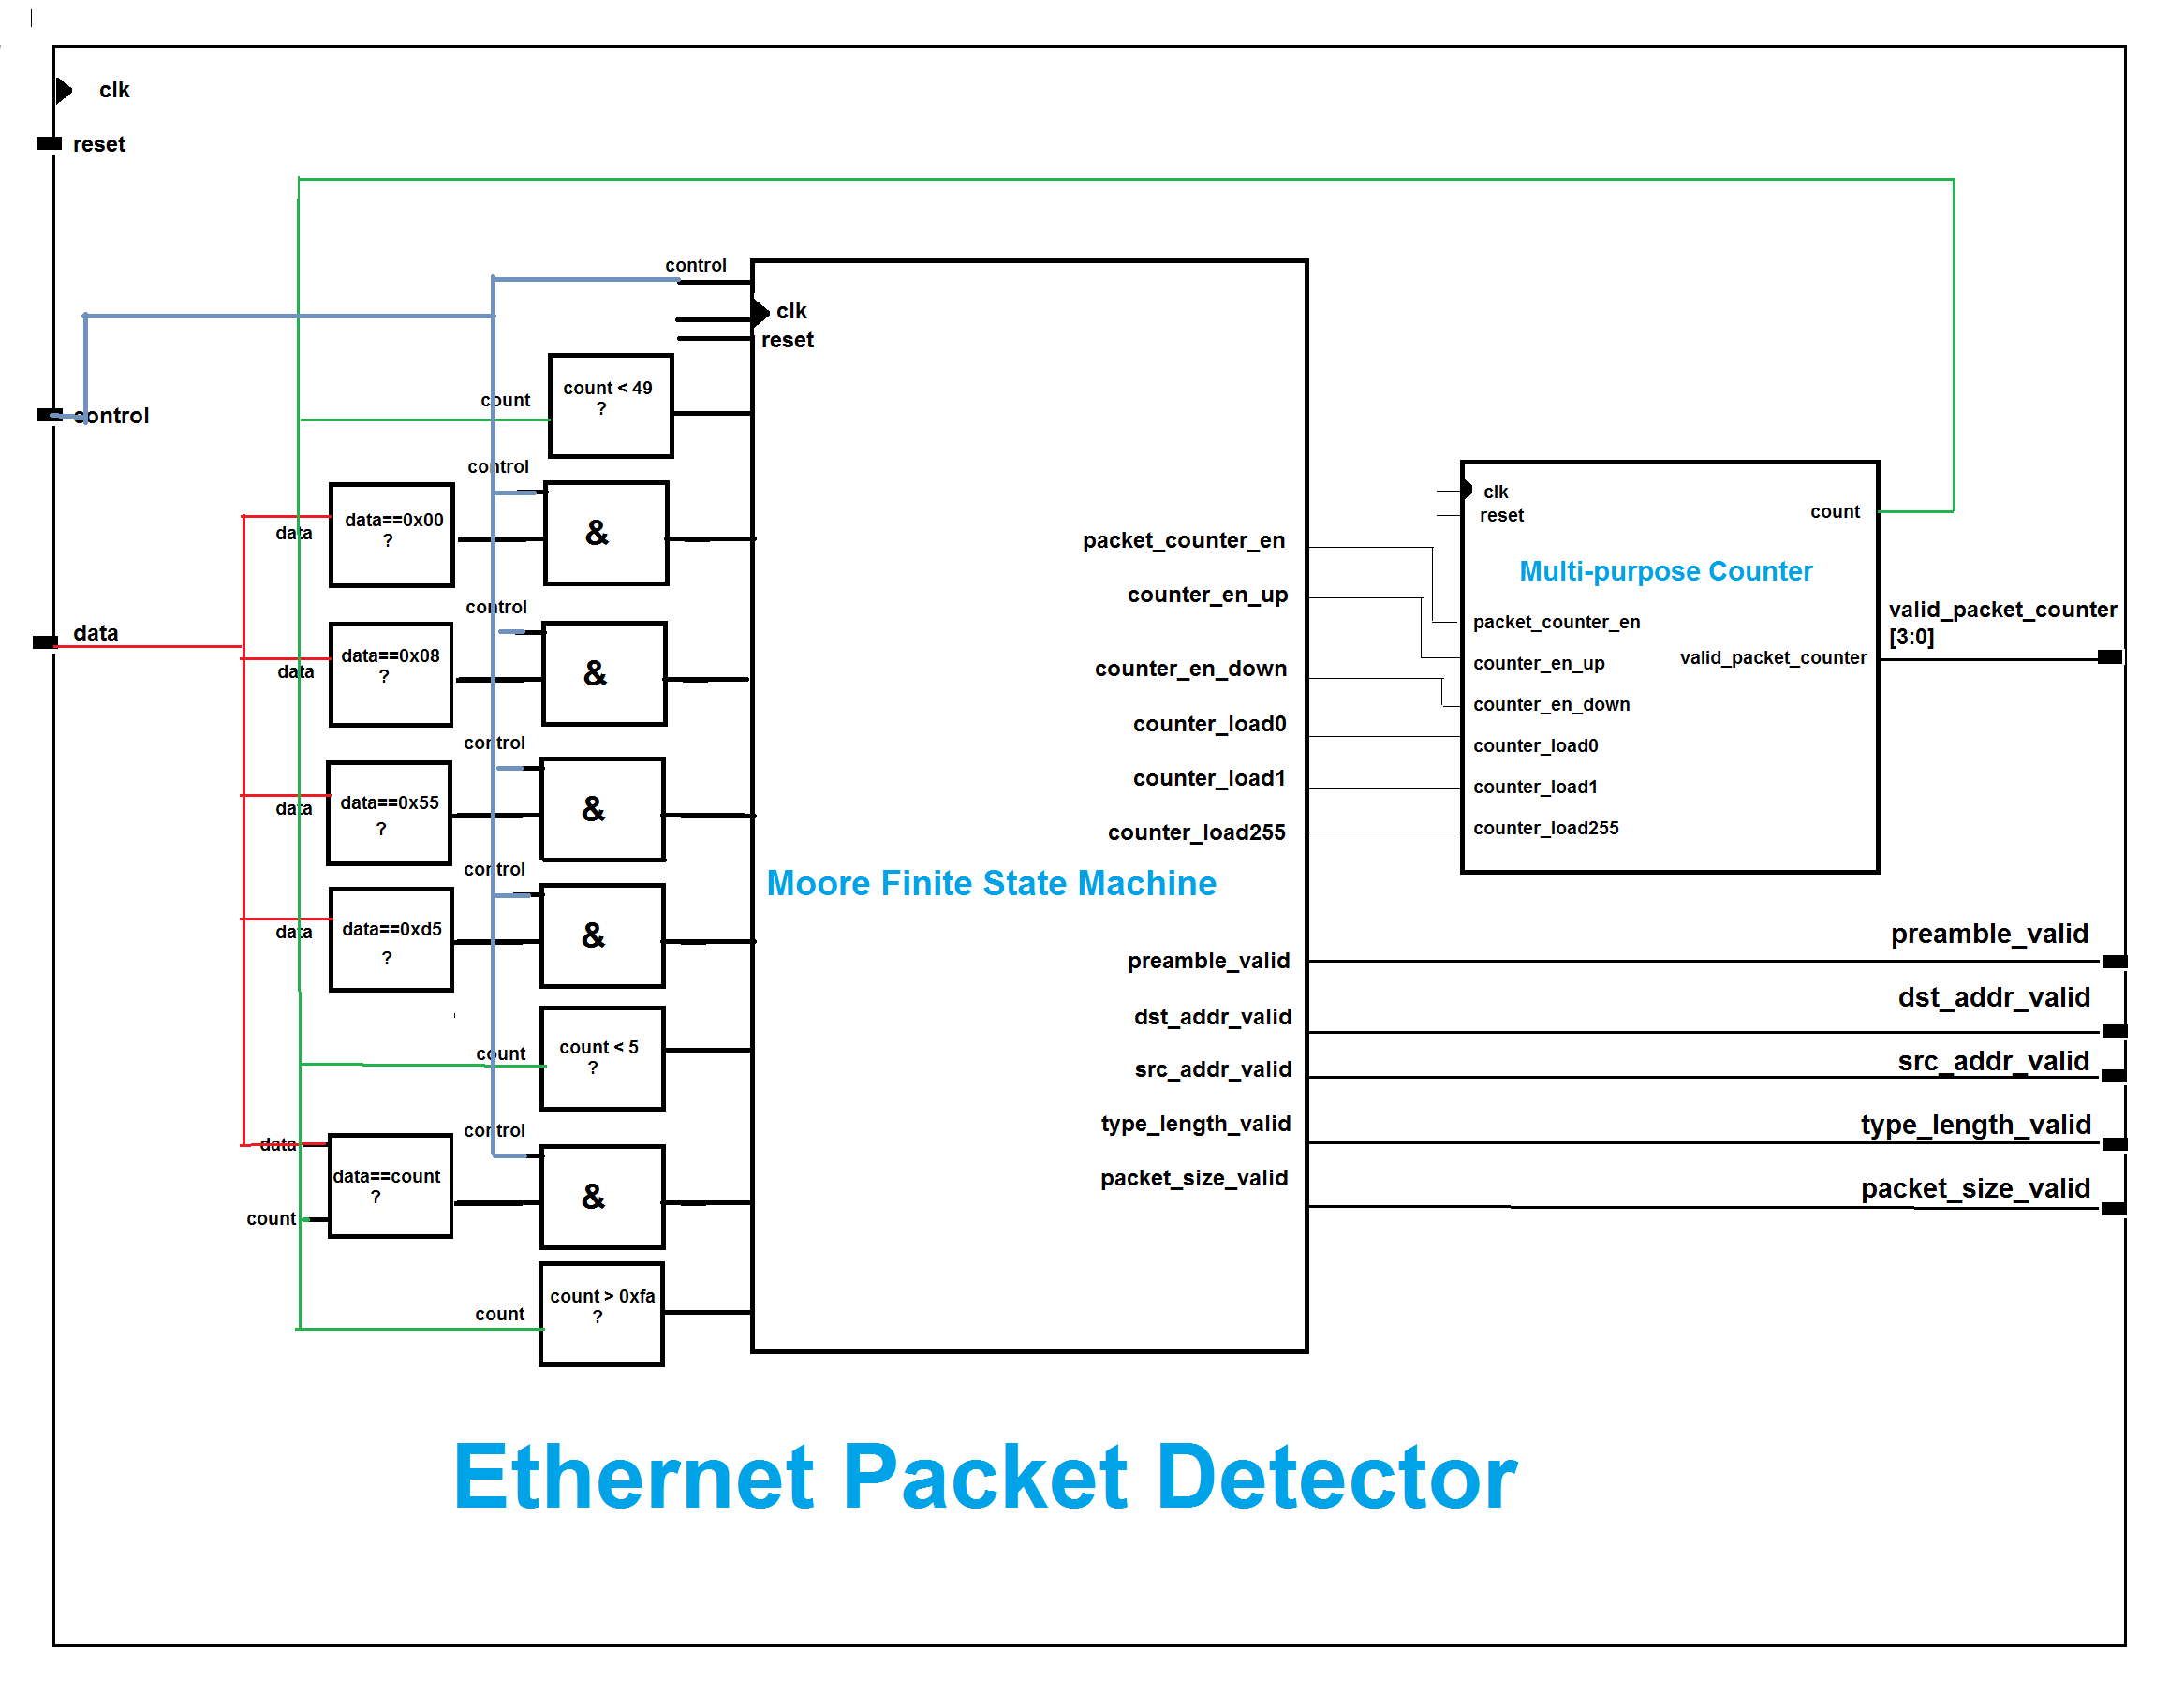 clk
reset
control
clk
reset
count < 49
?
count
control
control
data==0x00
?
data
&
control
data==0x08
?
data
&
data
control
data==0x55
?
data
&
control
data==0xd5
?
data
&
count
count < 5
?
control
data
data==count
?
count
&
count
count > 0xfa
?
packet_counter_en
counter_en_up
counter_en_down
counter_load0
counter_load1
counter_load255
Moore Finite State Machine
preamble_valid
dst_addr_valid
src_addr_valid
type_length_valid
packet_size_valid
clk
reset
count
Multi-purpose Counter
packet_counter_en
counter_en_up
valid_packet_counter
counter_en_down
counter_load0
counter_load1
counter_load255
valid_packet_counter
[3:0]
preamble_valid
dst_addr_valid
src_addr_valid
type_length_valid
packet_size_valid
Ethernet Packet Detector